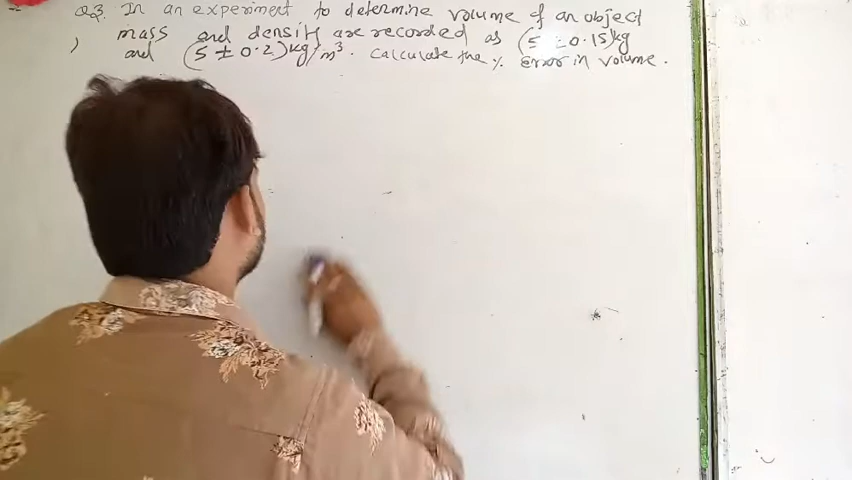 Q3. In an experiment to determine volume of an object
, mass and density are recorded as (5 ± 0.15)kg
and (5 ± 0.2)kg/m³. calculate the % error in volume.